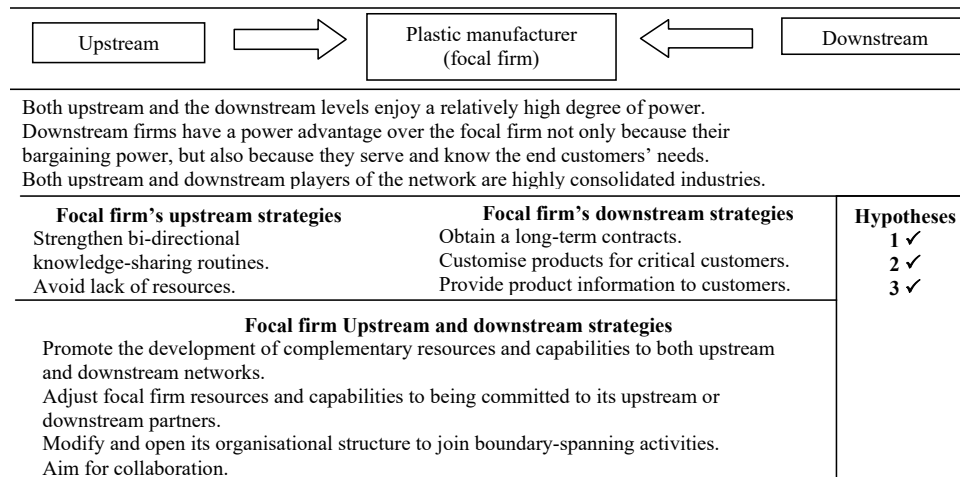 Upstream
Plastic manufacturer
(focal firm)
Downstream
Both upstream and the downstream levels enjoy a relatively high degree of power.
Downstream firms have a power advantage over the focal firm not only because their
bargaining power, but also because they serve and know the end customers’ needs.
Both upstream and downstream players of the network are highly consolidated industries.
Focal firm’s upstream strategies
Strengthen bi-directional
knowledge-sharing routines.
Avoid lack of resources.
Focal firm’s downstream strategies
Obtain a long-term contracts.
Customise products for critical customers.
Provide product information to customers.
Hypotheses
1 ✓
2 ✓
3 ✓
Focal firm Upstream and downstream strategies
Promote the development of complementary resources and capabilities to both upstream
and downstream networks.
Adjust focal firm resources and capabilities to being committed to its upstream or
downstream partners.
Modify and open its organisational structure to join boundary-spanning activities.
Aim for collaboration.